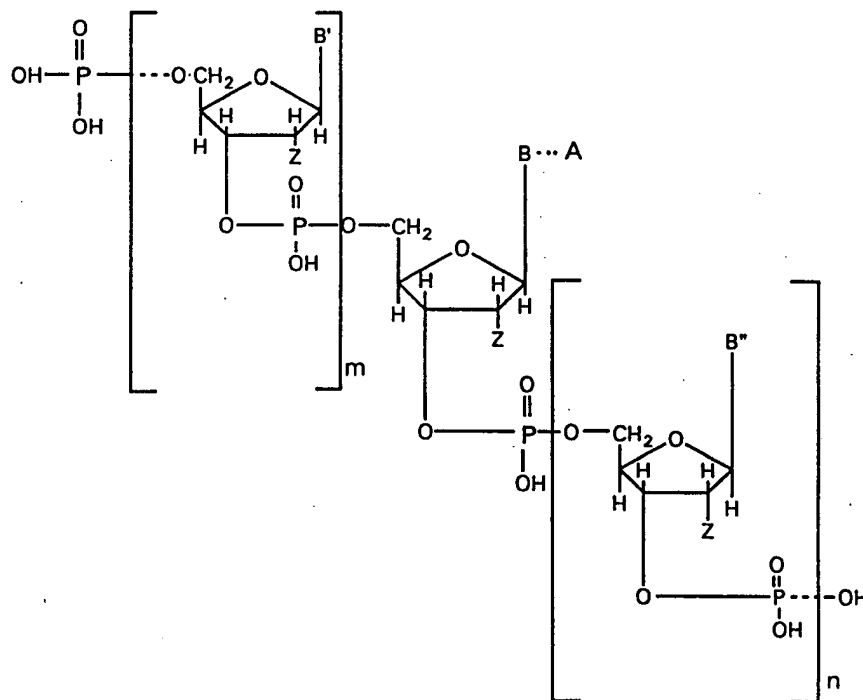 O B'
OH P O CH₂ O
OH H H H H
Z
O
O P O CH₂ O B ··· A
OH H H H H
m Z
O
O P O CH₂ O B"
OH H H H H
Z
O
O P OH
OH
n